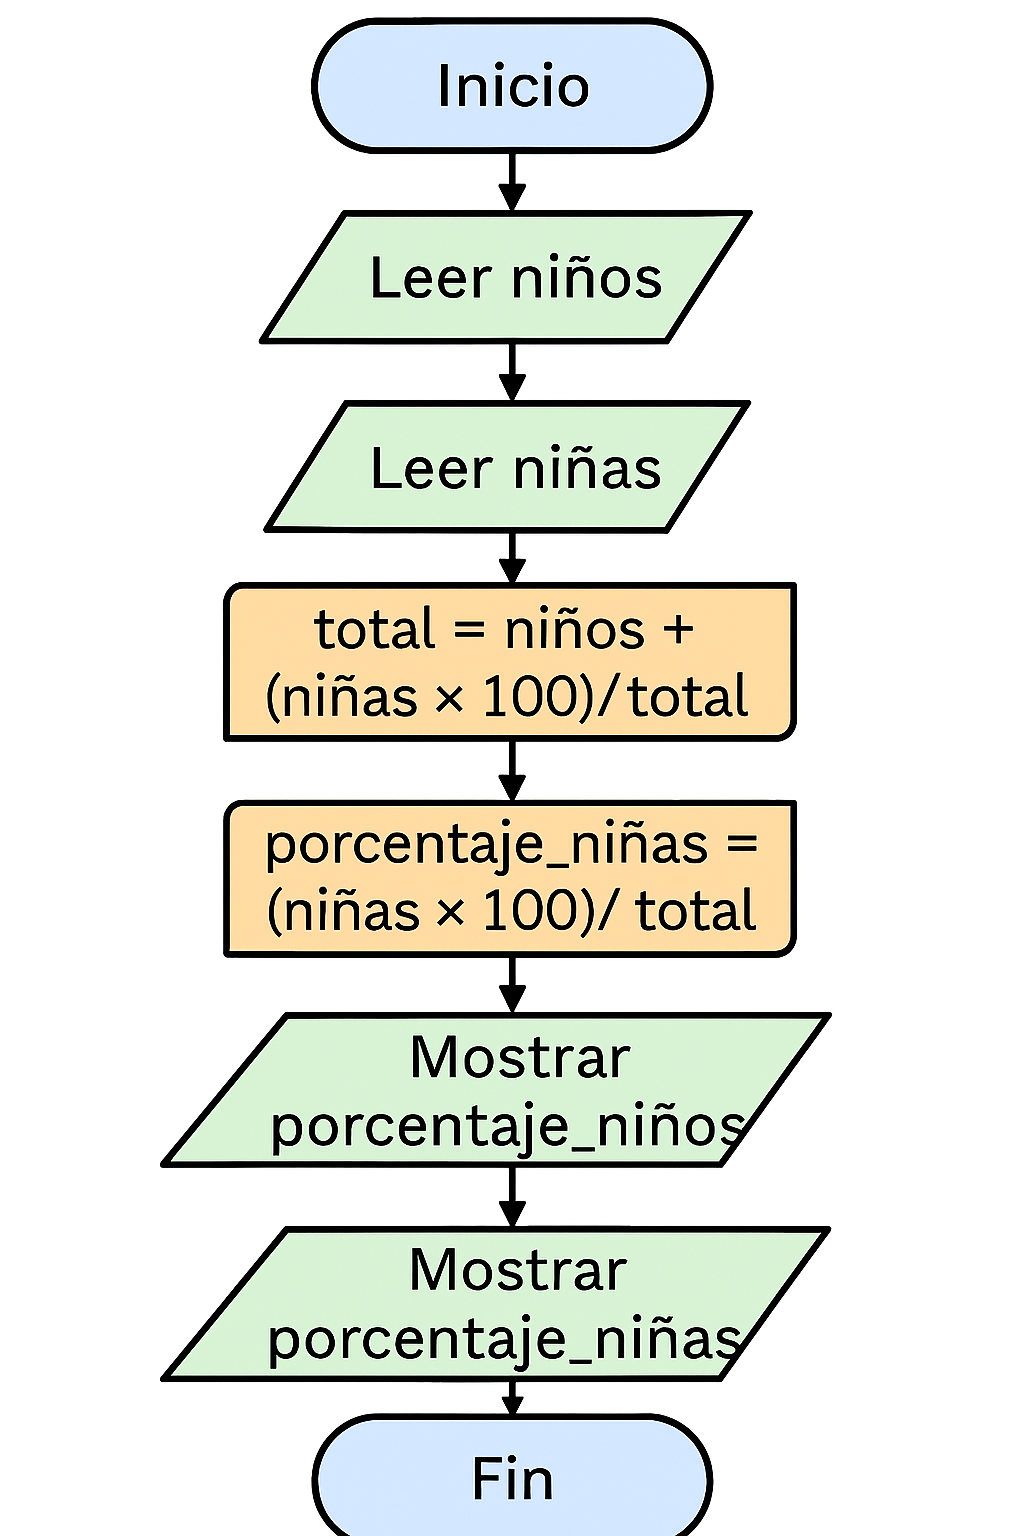 Inicio
Leer niños
Leer niñas
total = niños +
(niñas × 100)/total
porcentaje_niñas =
(niñas × 100)/ total
Mostrar
porcentaje_niños
Mostrar
porcentaje_niñas
Fin